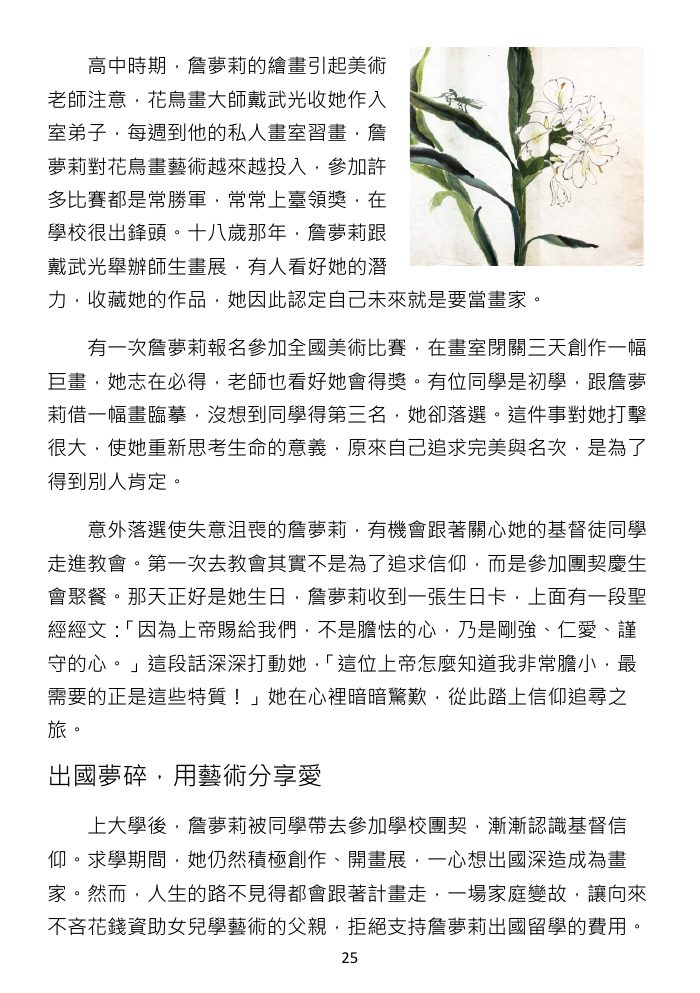 高中時期，詹夢莉的繪畫引起美術
老師注意，花鳥畫大師戴武光收她作入
室弟子，每週到他的私人畫室習畫，詹
夢莉對花鳥畫藝術越來越投入，參加許
多比賽都是常勝軍，常常上臺領獎，在
學校很出鋒頭。十八歲那年，詹夢莉跟
戴武光舉辦師生畫展，有人看好她的潛
力，收藏她的作品，她因此認定自己未來就是要當畫家。
有一次詹夢莉報名參加全國美術比賽，在畫室閉關三天創作一幅
巨畫，她志在必得，老師也看好她會得獎。有位同學是初學，跟詹夢
莉借一幅畫臨摹，沒想到同學得第三名，她卻落選。這件事對她打擊
很大，使她重新思考生命的意義，原來自己追求完美與名次，是為了
得到別人肯定。
意外落選使失意沮喪的詹夢莉，有機會跟著關心她的基督徒同學
走進教會。第一次去教會其實不是為了追求信仰，而是參加團契慶生
會聚餐。那天正好是她生日，詹夢莉收到一張生日卡，上面有一段聖
經經文：「因為上帝賜給我們，不是膽怯的心，乃是剛強、仁愛、謹
守的心。」這段話深深打動她，「這位上帝怎麼知道我非常膽小，最
需要的正是這些特質！」她在心裡暗暗驚歎，從此踏上信仰追尋之
旅。
出國夢碎，用藝術分享愛
上大學後，詹夢莉被同學帶去參加學校團契，漸漸認識基督信
仰。求學期間，她仍然積極創作、開畫展，一心想出國深造成為畫
家。然而，人生的路不見得都會跟著計畫走，一場家庭變故，讓向來
不吝花錢資助女兒學藝術的父親，拒絕支持詹夢莉出國留學的費用。
25